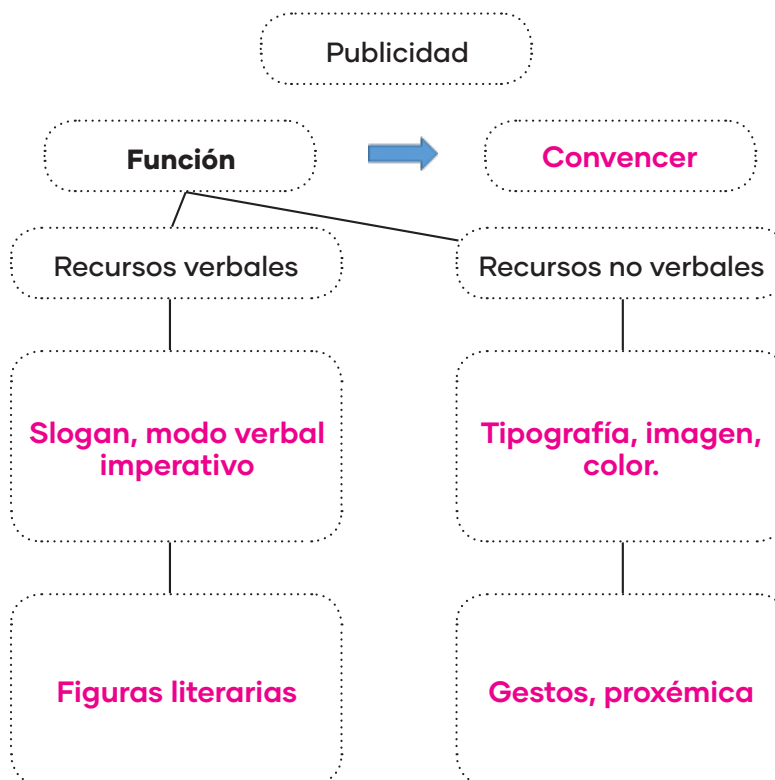 Publicidad
Función
Convencer
Recursos verbales
Recursos no verbales
Slogan, modo verbal
imperativo
Tipografía, imagen,
color.
Figuras literarias
Gestos, proxémica